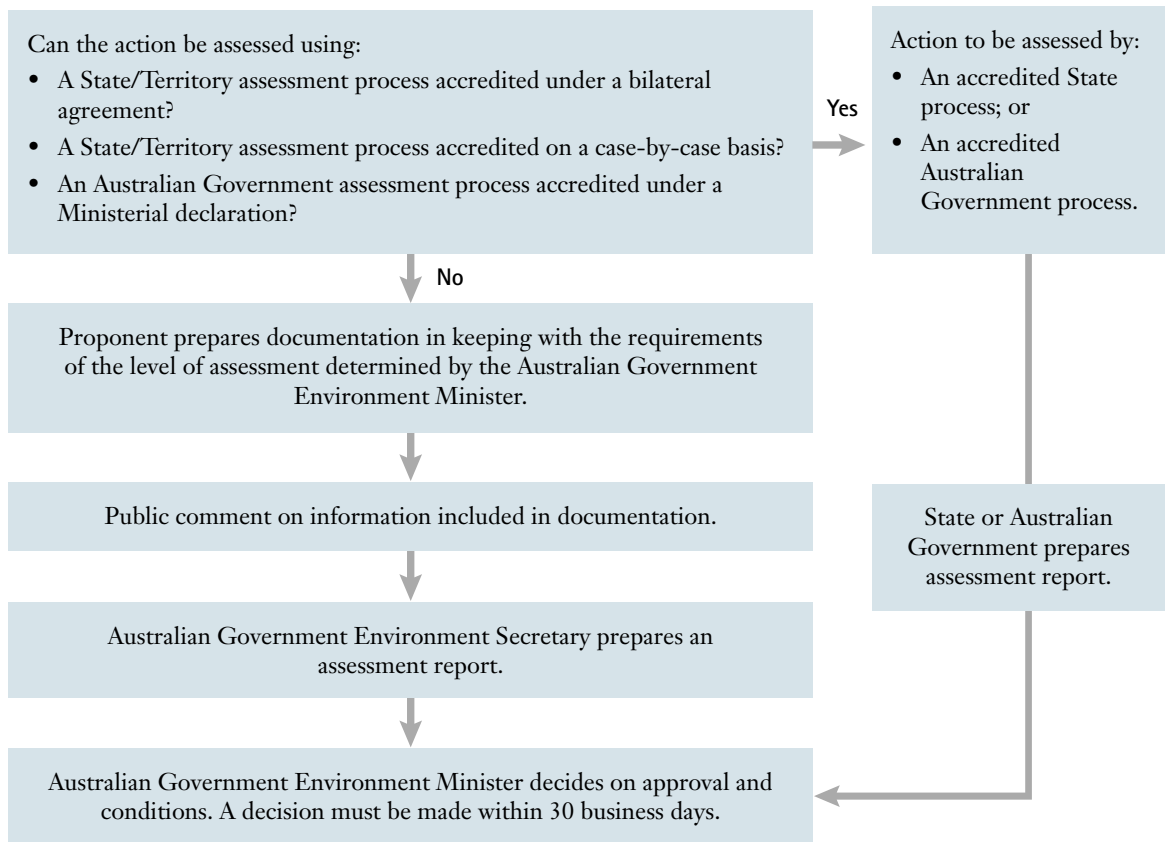 Can the action be assessed using:
• A State/Territory assessment process accredited under a bilateral
agreement?
• A State/Territory assessment process accredited on a case-by-case basis?
• An Australian Government assessment process accredited under a
Ministerial declaration?
Yes
Action to be assessed by:
• An accredited State
process; or
• An accredited
Australian
Government process.
No
Proponent prepares documentation in keeping with the requirements
of the level of assessment determined by the Australian Government
Environment Minister.
Public comment on information included in documentation.
State or Australian
Government prepares
assessment report.
Australian Government Environment Secretary prepares an
assessment report.
Australian Government Environment Minister decides on approval and
conditions. A decision must be made within 30 business days.